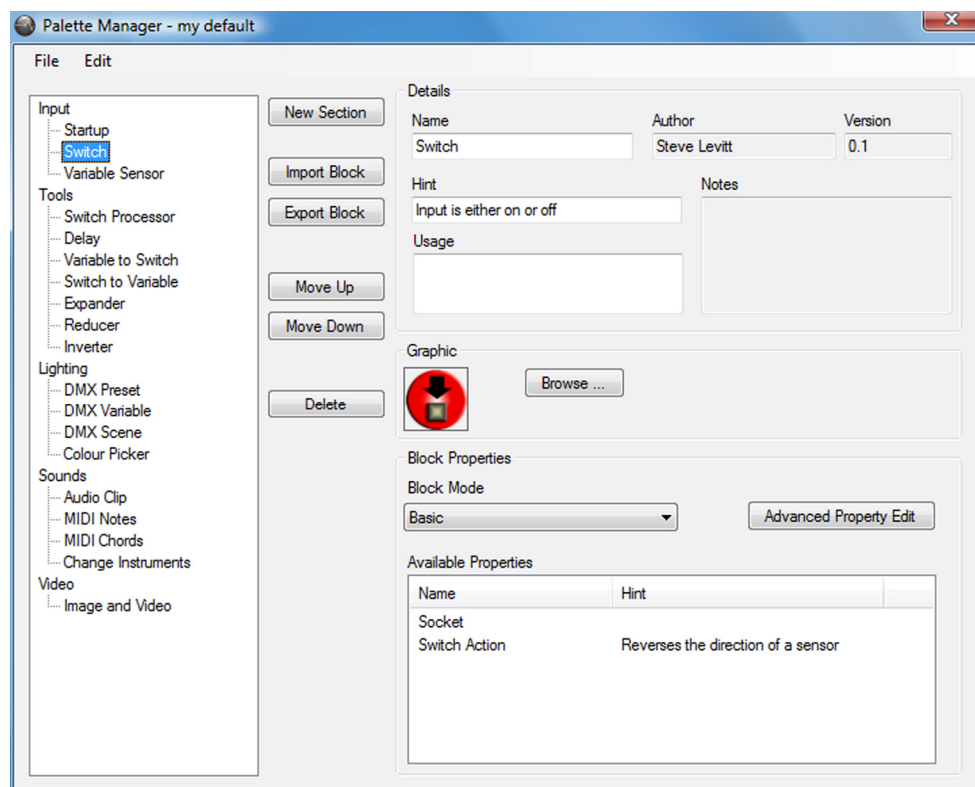 Palette Manager - my default
File Edit
Input
Startup
Switch
Variable Sensor
Tools
Switch Processor
Delay
Variable to Switch
Switch to Variable
Expander
Reducer
Inverter
Lighting
DMX Preset
DMX Variable
DMX Scene
Colour Picker
Sounds
Audio Clip
MIDI Notes
MIDI Chords
Change Instruments
Video
Image and Video
New Section
Import Block
Export Block
Move Up
Move Down
Delete
Details
Name Author Version
Switch Steve Levitt 0.1
Hint Notes
Input is either on or off
Usage
Graphic
Browse ...
Block Properties
Block Mode
Basic Advanced Property Edit
Available Properties
Name Hint
Socket
Switch Action Reverses the direction of a sensor